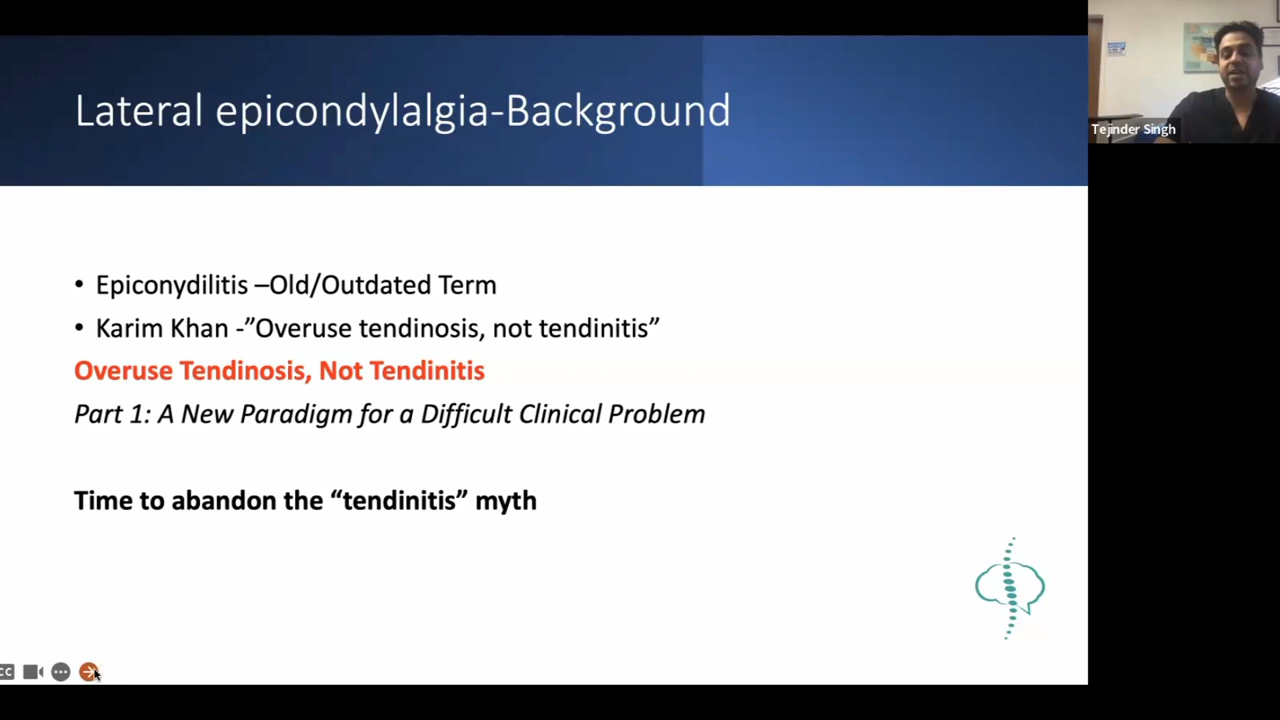 Lateral epicondylalgia-Background
Tejinder Singh
• Epiconydilitis –Old/Outdated Term
• Karim Khan -”Overuse tendinosis, not tendinitis”
Overuse Tendinosis, Not Tendinitis
Part 1: A New Paradigm for a Difficult Clinical Problem
Time to abandon the “tendinitis” myth
CC